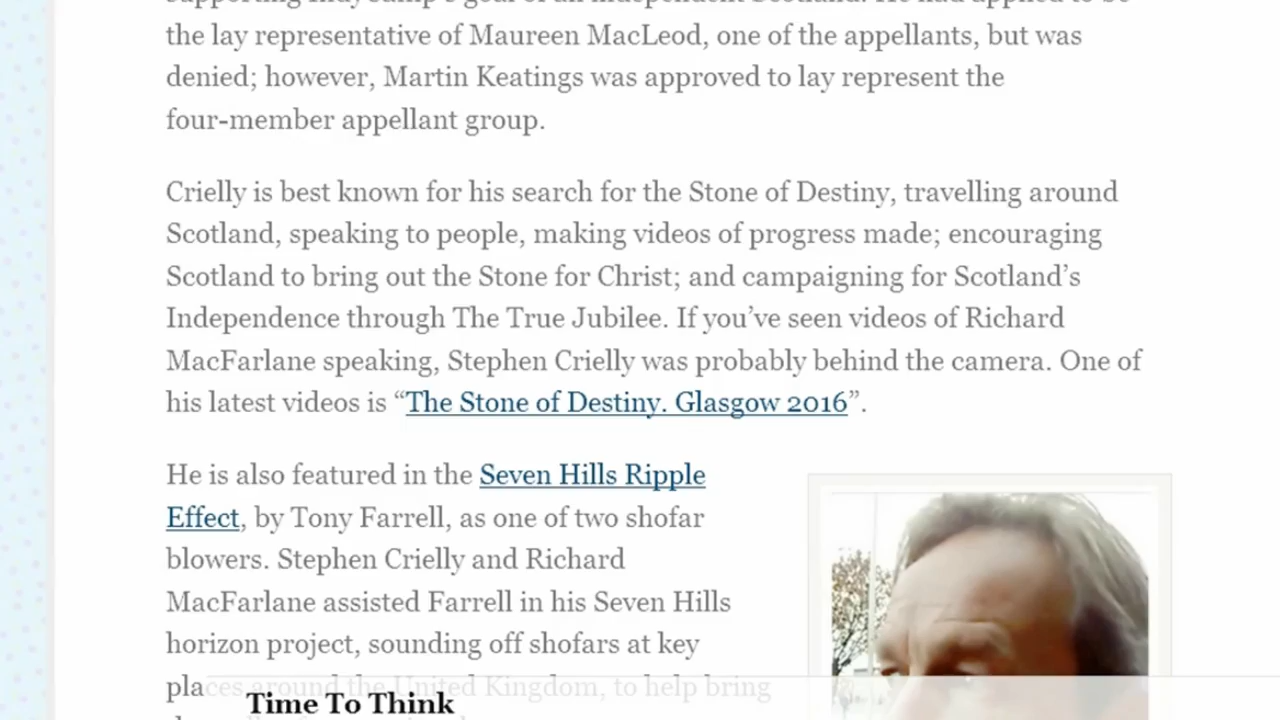 the lay representative of Maureen MacLeod, one of the appellants, but was
denied; however, Martin Keatings was approved to lay represent the
four-member appellant group.
Crielly is best known for his search for the Stone of Destiny, travelling around
Scotland, speaking to people, making videos of progress made; encouraging
Scotland to bring out the Stone for Christ; and campaigning for Scotland’s
Independence through The True Jubilee. If you’ve seen videos of Richard
MacFarlane speaking, Stephen Crielly was probably behind the camera. One of
his latest videos is “The Stone of Destiny. Glasgow 2016”.
He is also featured in the Seven Hills Ripple
Effect, by Tony Farrell, as one of two shofar
blowers. Stephen Crielly and Richard
MacFarlane assisted Farrell in his Seven Hills
horizon project, sounding off shofars at key
places around the United Kingdom, to help bring
Time To Think